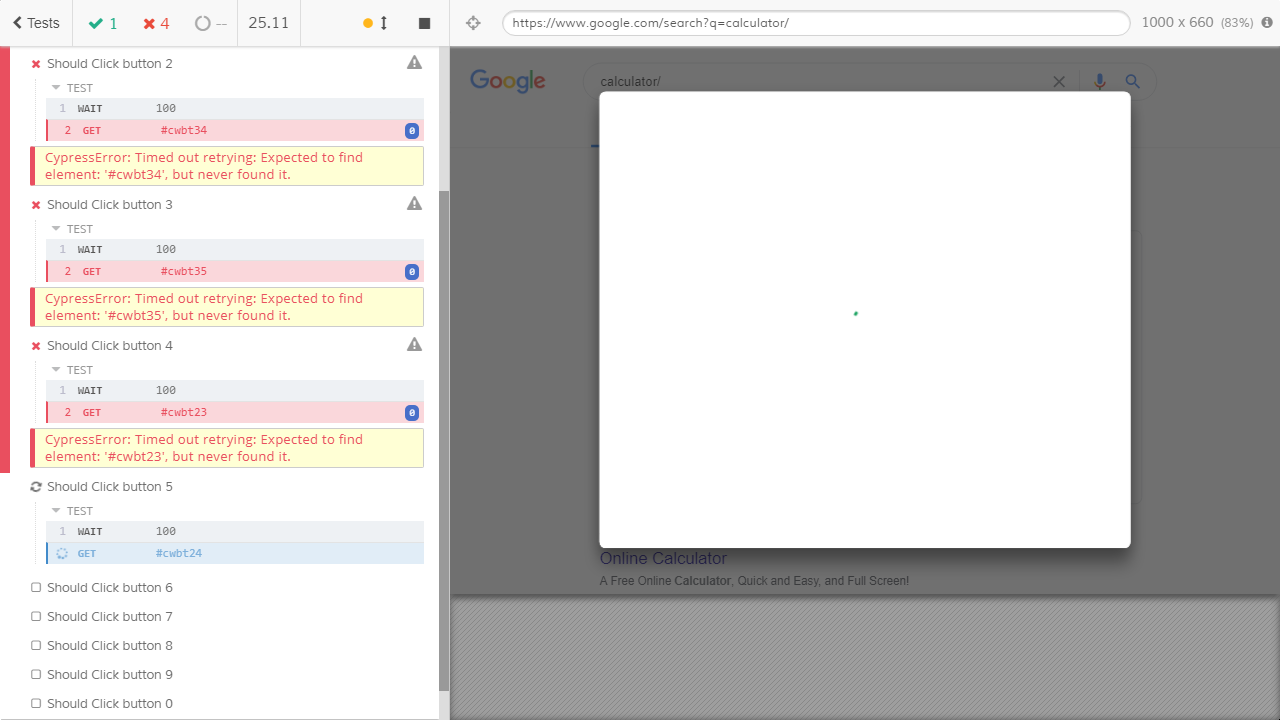 Tests
1
4
--
25.11
https://www.google.com/search?q=calculator/
1000 x 660 (83%)
Should Click button 2
TEST
1 WAIT 100
2 GET #cwbt34 0
CypressError: Timed out retrying: Expected to find
element: '#cwbt34', but never found it.
Should Click button 3
TEST
1 WAIT 100
2 GET #cwbt35 0
CypressError: Timed out retrying: Expected to find
element: '#cwbt35', but never found it.
Should Click button 4
TEST
1 WAIT 100
2 GET #cwbt23 0
CypressError: Timed out retrying: Expected to find
element: '#cwbt23', but never found it.
Should Click button 5
TEST
1 WAIT 100
GET #cwbt24
Should Click button 6
Should Click button 7
Should Click button 8
Should Click button 9
Should Click button 0
Google
calculator/
Online Calculator
A Free Online Calculator, Quick and Easy, and Full Screen!